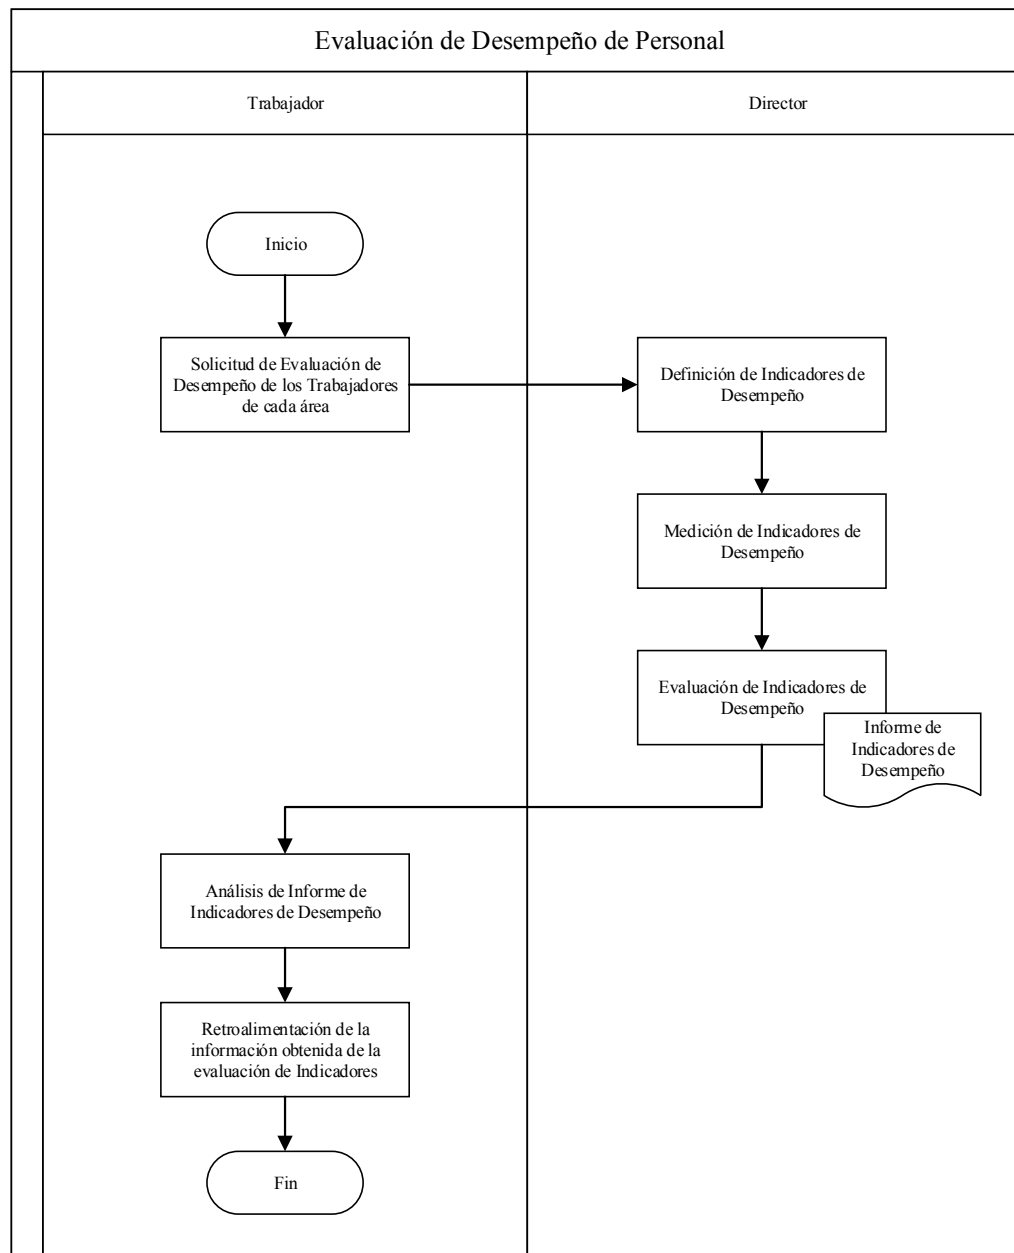 Evaluación de Desempeño de Personal
Trabajador
Director
Inicio
Solicitud de Evaluación de
Desempeño de los Trabajadores
de cada área
Definición de Indicadores de
Desempeño
Medición de Indicadores de
Desempeño
Evaluación de Indicadores de
Desempeño
Informe de
Indicadores de
Desempeño
Análisis de Informe de
Indicadores de Desempeño
Retroalimentación de la
información obtenida de la
evaluación de Indicadores
Fin